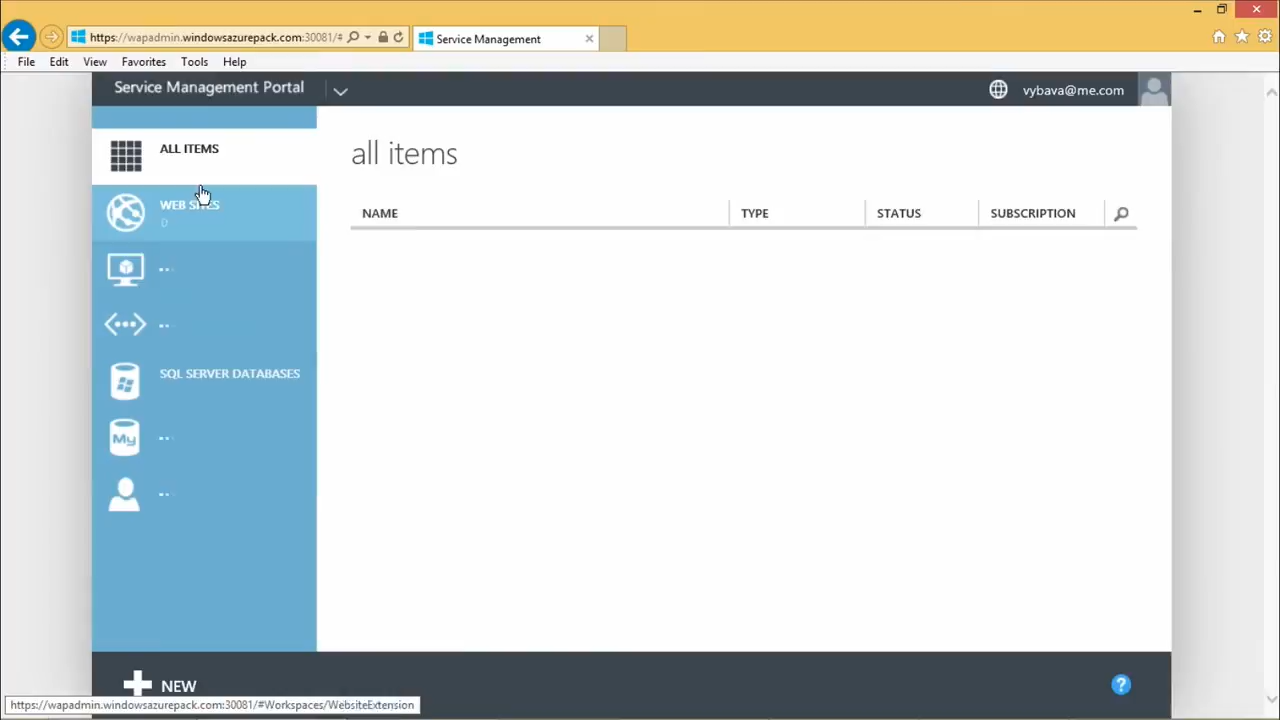 https://wapadmin.windowsazurepack.com:30081/#
Service Management
File Edit View Favorites Tools Help
Service Management Portal
vybava@me.com
ALL ITEMS
WEB SITES
0
SQL SERVER DATABASES
My
all items
NAME TYPE STATUS SUBSCRIPTION
NEW
?
https://wapadmin.windowsazurepack.com:30081/#Workspaces/WebsiteExtension